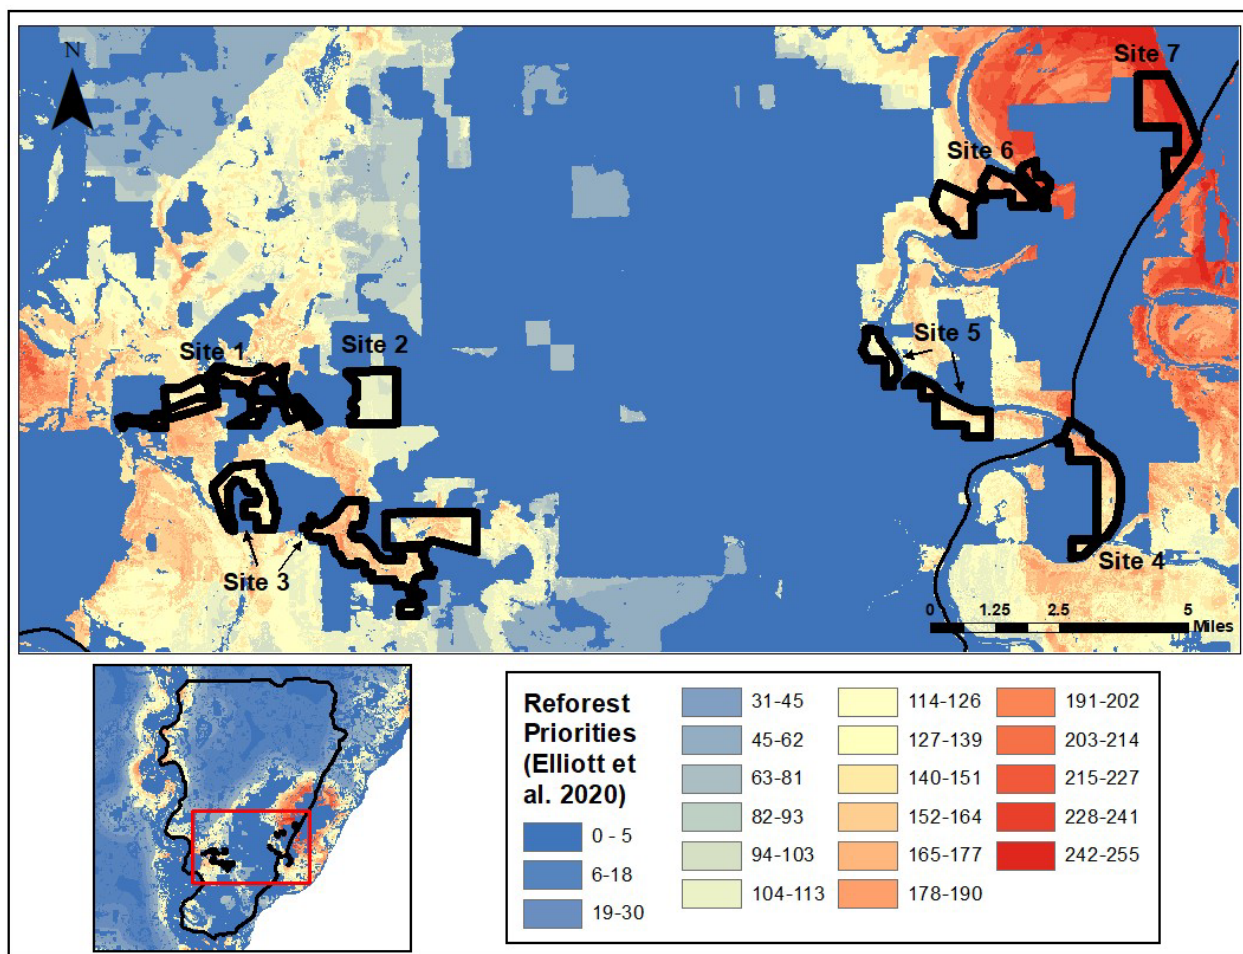 N
Site 7
Site 6
Site 5
Site 1
Site 2
Site 3
Site 4
0 1.25 2.5 5
Miles
Reforest
Priorities
(Elliott et
al. 2020)
0 - 5
6-18
19-30
31-45
45-62
63-81
82-93
94-103
104-113
114-126
127-139
140-151
152-164
165-177
178-190
191-202
203-214
215-227
228-241
242-255